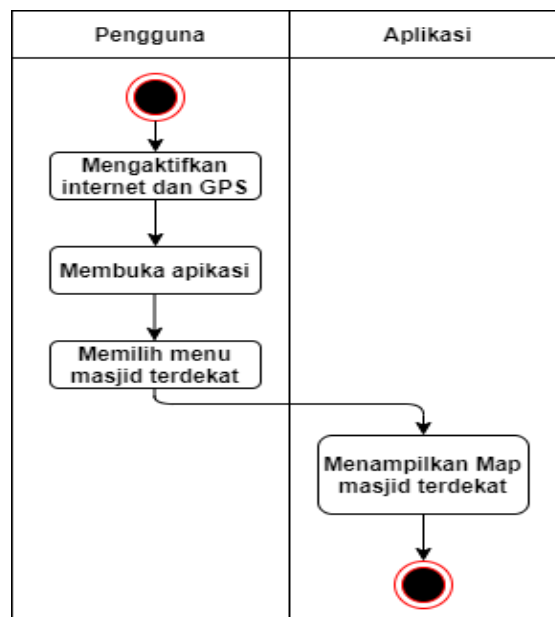 Pengguna
Aplikasi
Mengaktifkan
internet dan GPS
Membuka apikasi
Memilih menu
masjid terdekat
Menampilkan Map
masjid terdekat